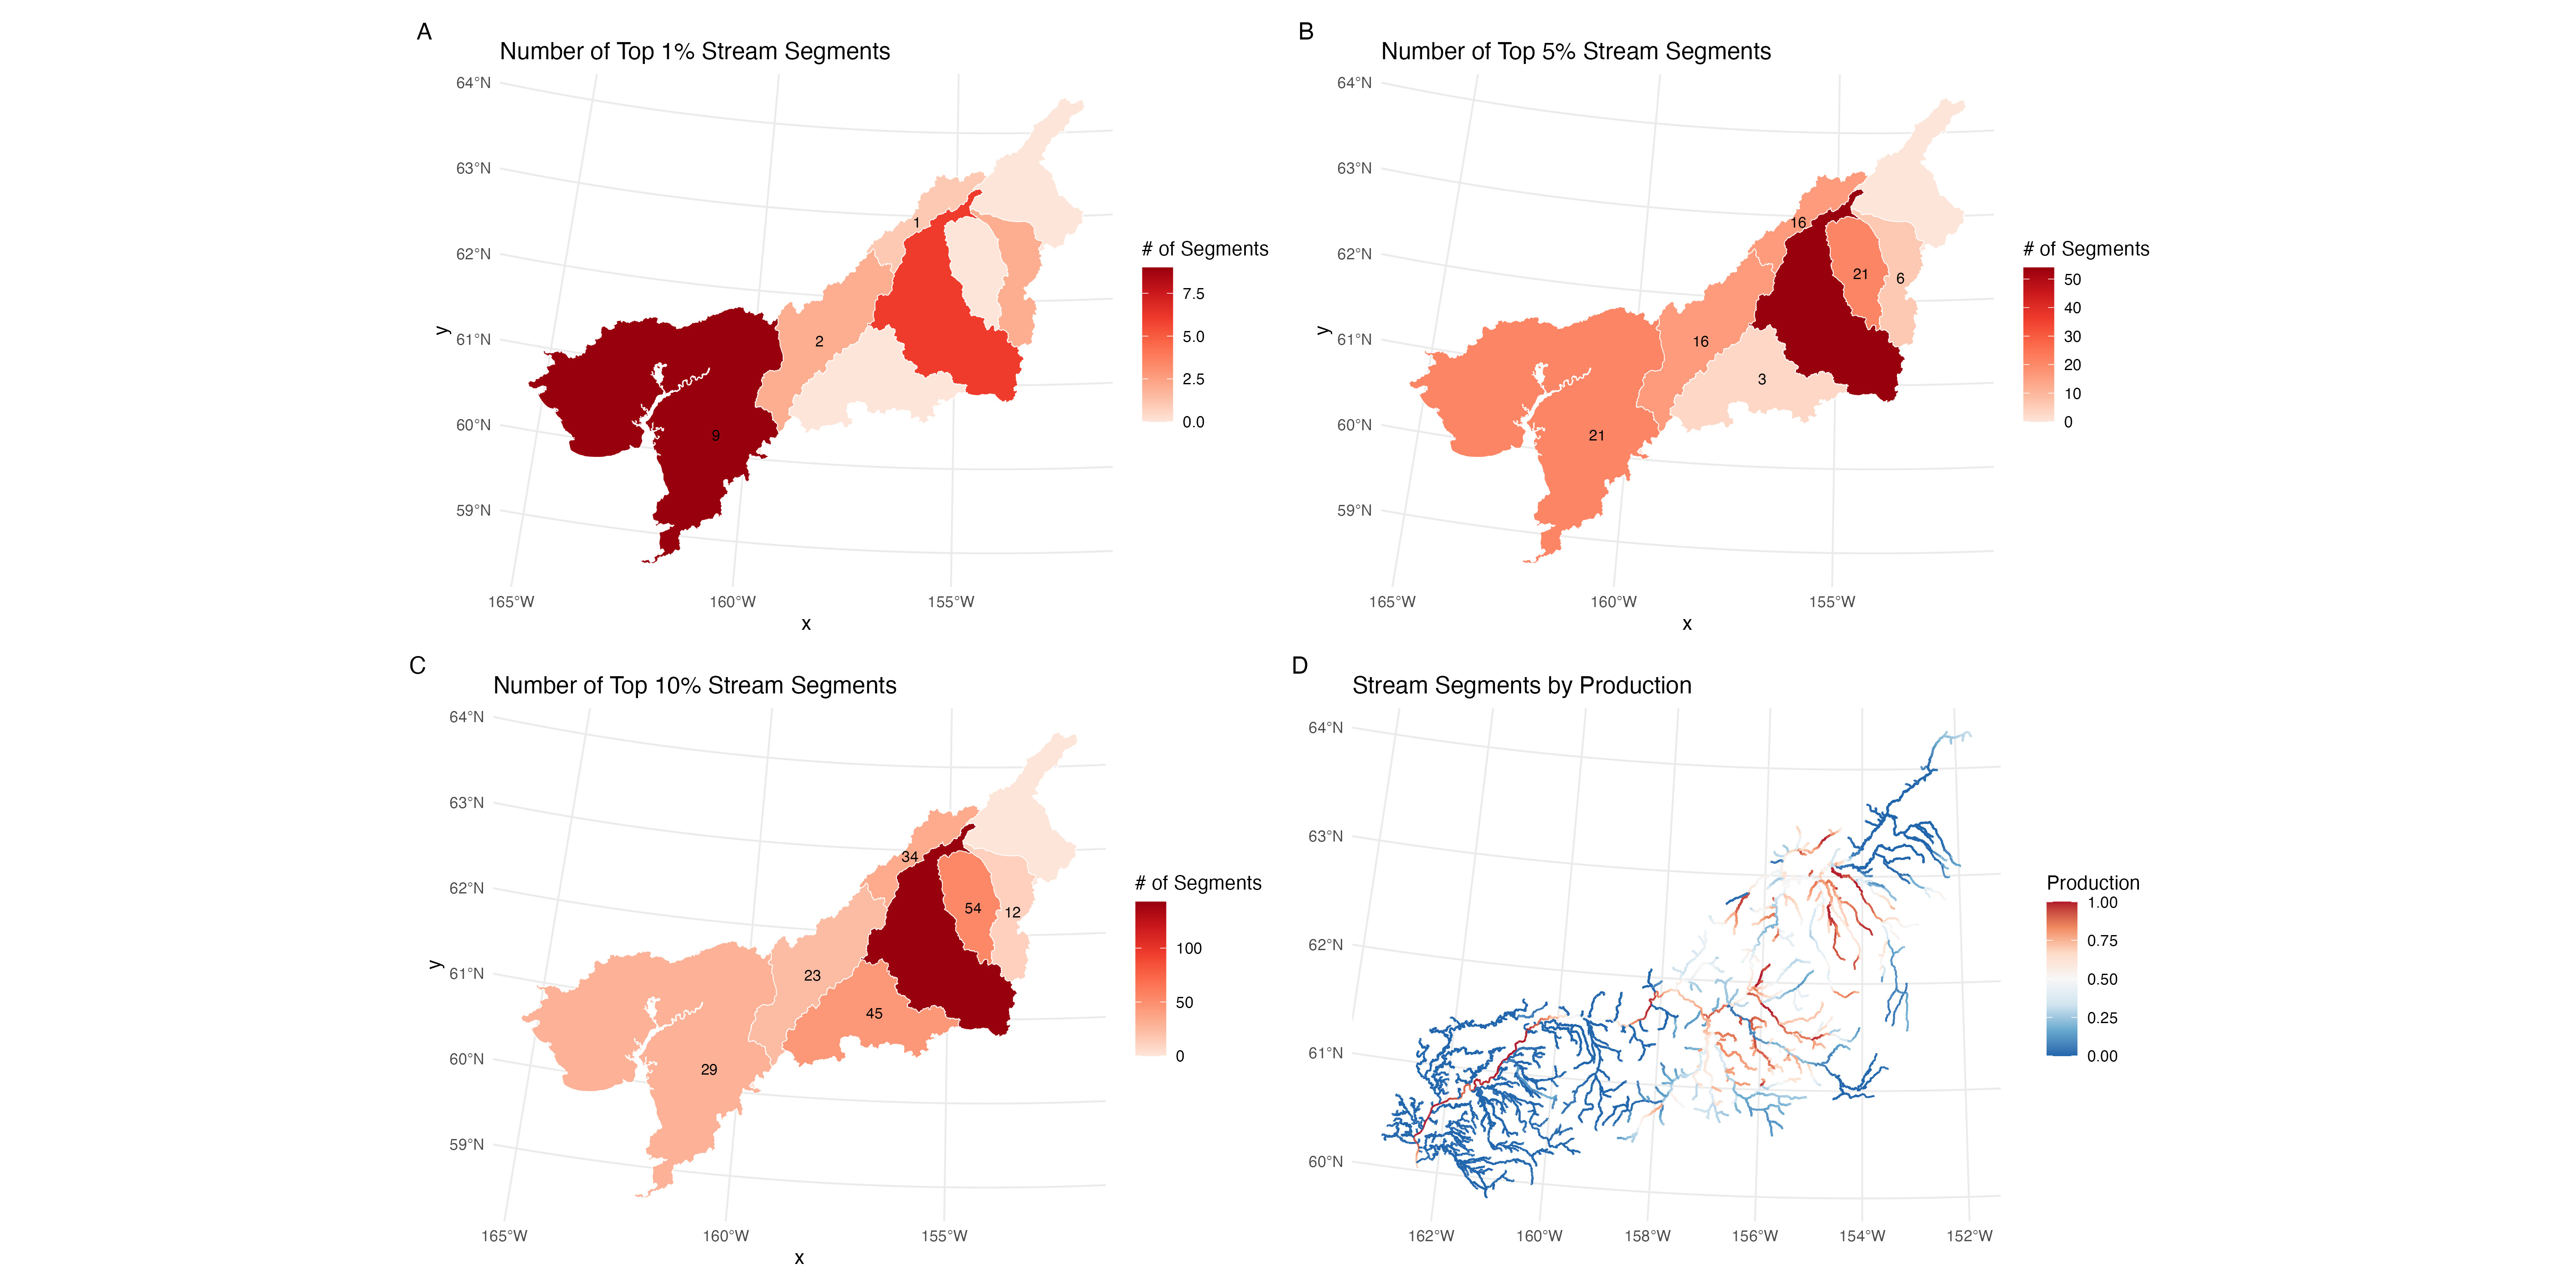 A
Number of Top 1% Stream Segments
64°N
63°N
62°N
61°N
60°N
59°N
y
1
2
9
165°W
160°W
155°W
x
# of Segments
7.5
5.0
2.5
0.0
B
Number of Top 5% Stream Segments
64°N
63°N
62°N
61°N
60°N
59°N
y
16
21
6
16
3
21
165°W
160°W
155°W
x
# of Segments
50
40
30
20
10
0
C
Number of Top 10% Stream Segments
64°N
63°N
62°N
61°N
60°N
59°N
y
34
54
12
23
45
29
165°W
160°W
155°W
x
# of Segments
100
50
0
D
Stream Segments by Production
64°N
63°N
62°N
61°N
60°N
162°W
160°W
158°W
156°W
154°W
152°W
Production
1.00
0.75
0.50
0.25
0.00